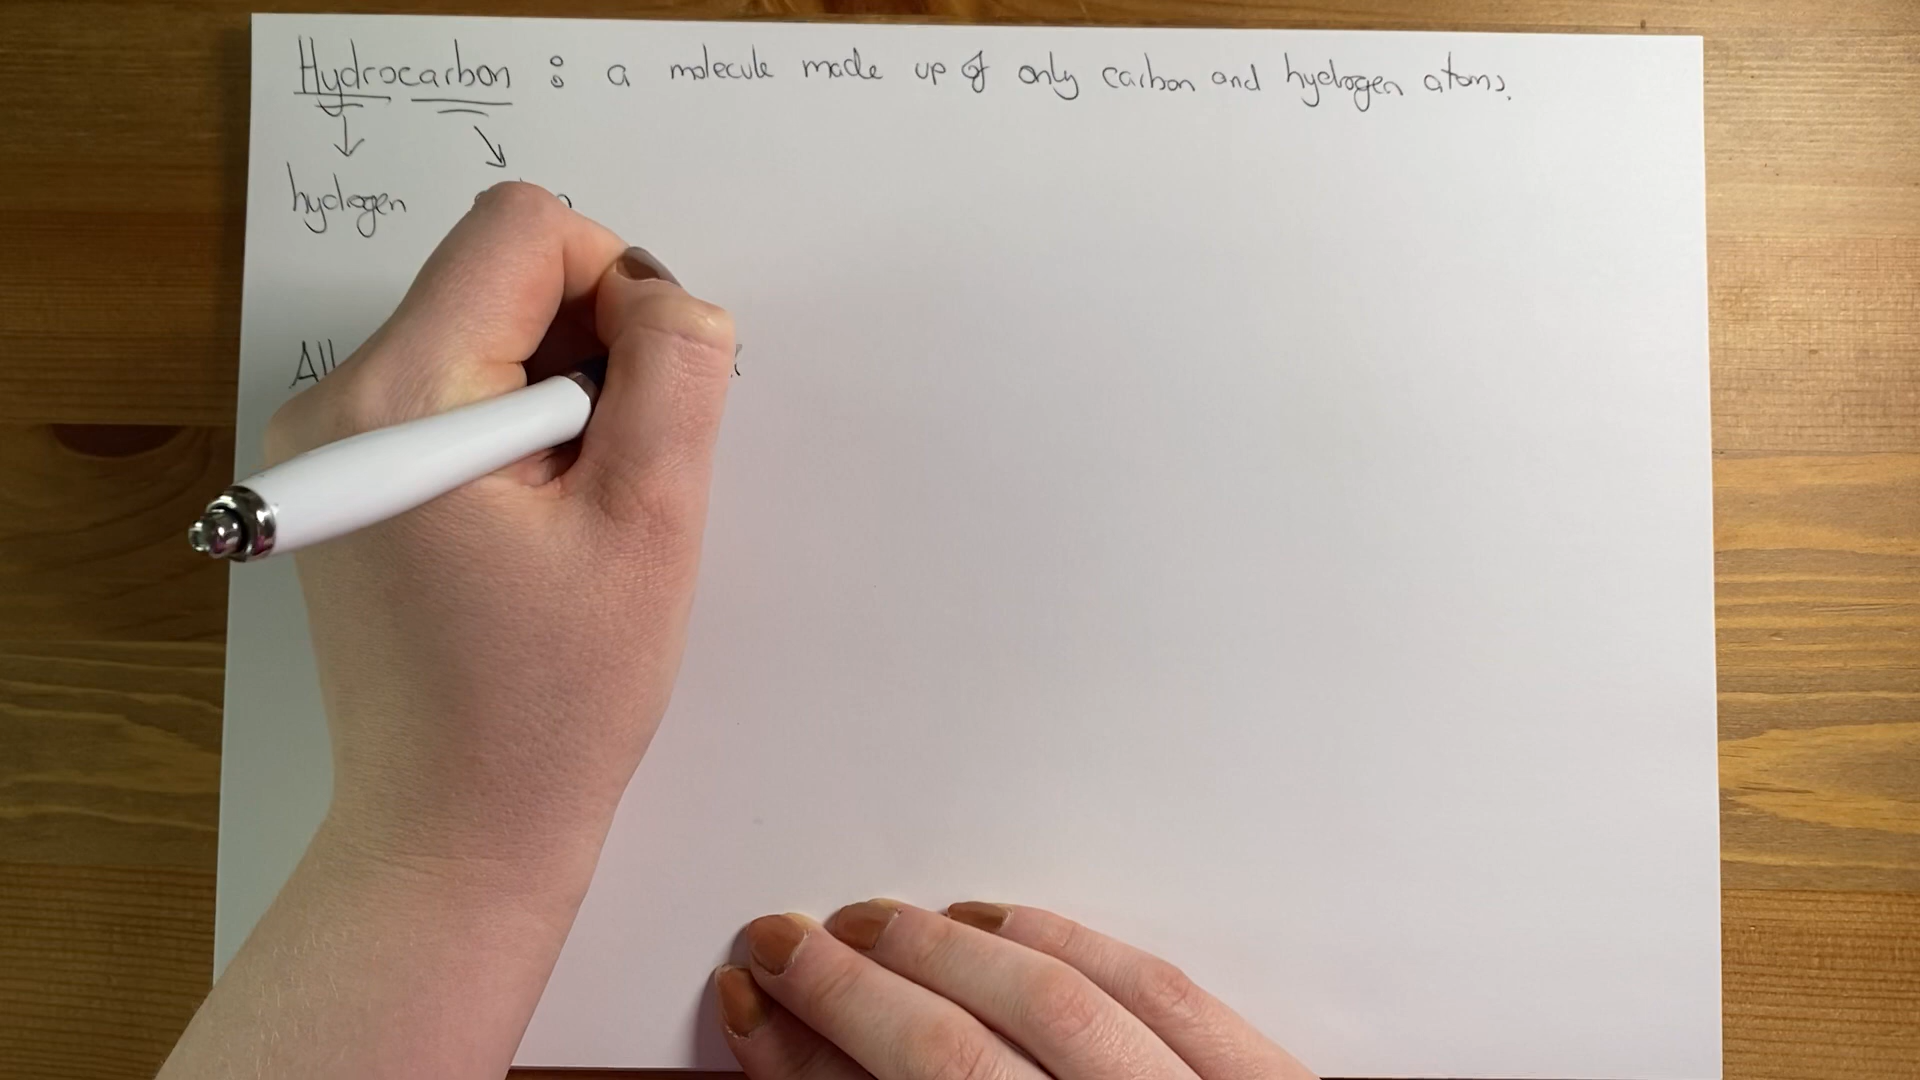 Hydrocarbon : a molecule made up of only carbon and hydrogen atoms.
hydrogen
All